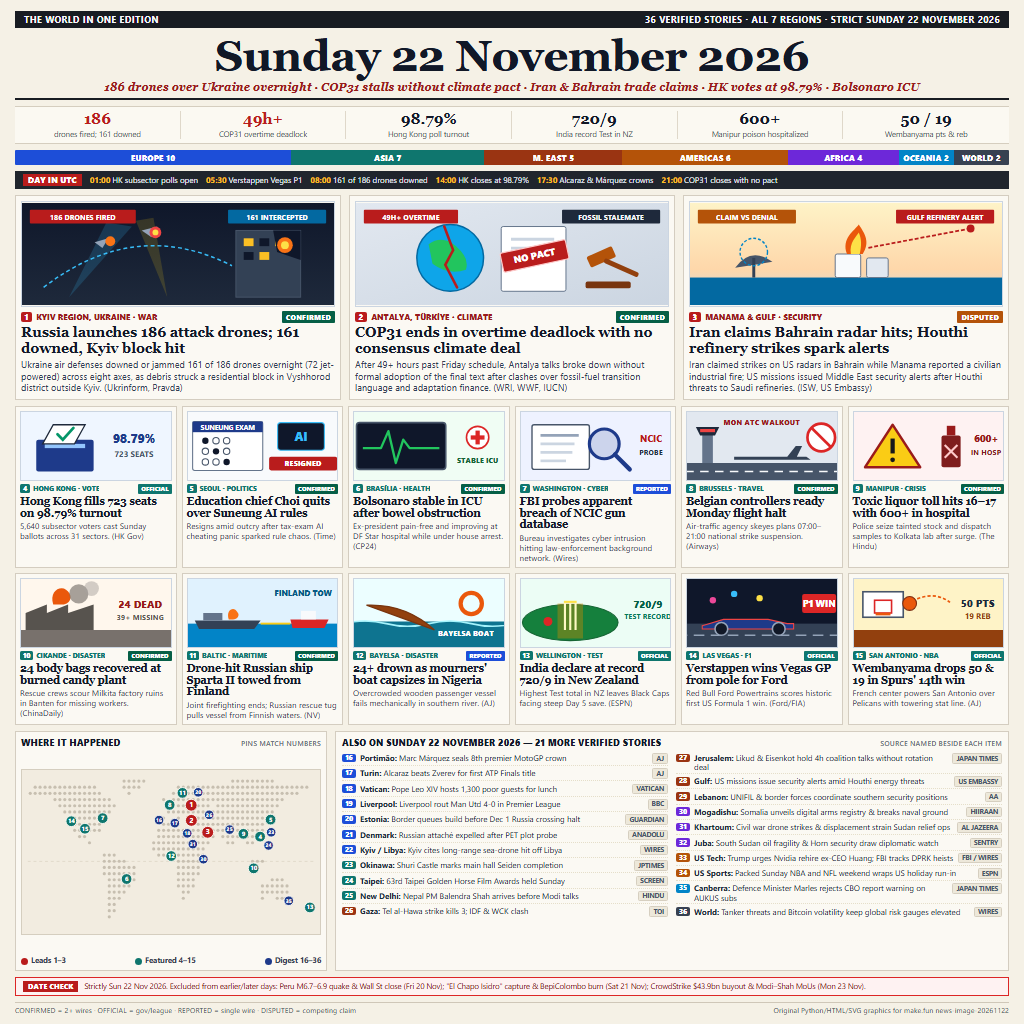 THE WORLD IN ONE EDITION
36 VERIFIED STORIES · ALL 7 REGIONS · STRICT SUNDAY 22 NOVEMBER 2026
Sunday 22 November 2026
186 drones over Ukraine overnight · COP31 stalls without climate pact · Iran & Bahrain trade claims · HK votes at 98.79% · Bolsonaro ICU
186
drones fired; 161 downed
49h+
COP31 overtime deadlock
98.79%
Hong Kong poll turnout
720/9
India record Test in NZ
600+
Manipur poison hospitalized
50 / 19
Wembanyama pts & reb
EUROPE 10
ASIA 7
M. EAST 5
AMERICAS 6
AFRICA 4
OCEANIA 2
WORLD 2
DAY IN UTC
01:00 HK subsector polls open
05:30 Verstappen Vegas P1
08:00 161 of 186 drones downed
14:00 HK closes at 98.79%
17:30 Alcaraz & Márquez crowns
21:00 COP31 closes with no pact
186 DRONES FIRED
161 INTERCEPTED
1 KYIV REGION, UKRAINE · WAR
CONFIRMED
Russia launches 186 attack drones; 161
downed, Kyiv block hit
Ukraine air defenses downed or jammed 161 of 186 drones overnight (72 jet-
powered) across eight axes, as debris struck a residential block in Vyshhorod
district outside Kyiv. (Ukrinform, Pravda)
49H+ OVERTIME
FOSSIL STALEMATE
NO PACT
2 ANTALYA, TÜRKİYE · CLIMATE
CONFIRMED
COP31 ends in overtime deadlock with no
consensus climate deal
After 49+ hours past Friday schedule, Antalya talks broke down without
formal adoption of the final text after clashes over fossil-fuel transition
language and adaptation finance. (WRI, WWF, IUCN)
CLAIM VS DENIAL
GULF REFINERY ALERT
3 MANAMA & GULF · SECURITY
DISPUTED
Iran claims Bahrain radar hits; Houthi
refinery strikes spark alerts
Iran claimed strikes on US radars in Bahrain while Manama reported a civilian
industrial fire; US missions issued Middle East security alerts after Houthi
threats to Saudi refineries. (ISW, US Embassy)
98.79%
723 SEATS
4 HONG KONG · VOTE
OFFICIAL
Hong Kong fills 723 seats
on 98.79% turnout
5,640 subsector voters cast Sunday
ballots across 31 sectors. (HK Gov)
SUNEUNG EXAM
AI
RESIGNED
5 SEOUL · POLITICS
CONFIRMED
Education chief Choi quits
over Suneung AI rules
Resigns amid outcry after tax-exam AI
cheating panic sparked rule chaos. (Time)
STABLE ICU
6 BRASÍLIA · HEALTH
CONFIRMED
Bolsonaro stable in ICU
after bowel obstruction
Ex-president pain-free and improving at
DF Star hospital while under house arrest.
(CP24)
NCIC
PROBE
7 WASHINGTON · CYBER
REPORTED
FBI probes apparent
breach of NCIC gun
database
Bureau investigates cyber intrusion
hitting law-enforcement background
network. (Wires)
MON ATC WALKOUT
8 BRUSSELS · TRAVEL
CONFIRMED
Belgian controllers ready
Monday flight halt
Air-traffic agency skeyes plans 07:00–
21:00 national strike suspension.
(Airways)
600+
IN HOSP
9 MANIPUR · CRISIS
CONFIRMED
Toxic liquor toll hits 16–17
with 600+ in hospital
Police seize tainted stock and dispatch
samples to Kolkata lab after surge. (The
Hindu)
24 DEAD
39+ MISSING
10 CIKANDE · DISASTER
CONFIRMED
24 body bags recovered at
burned candy plant
Rescue crews scour Milkita factory ruins
in Banten for missing workers.
(ChinaDaily)
FINLAND TOW
11 BALTIC · MARITIME
CONFIRMED
Drone-hit Russian ship
Sparta II towed from
Finland
Joint firefighting ends; Russian rescue tug
pulls vessel from Finnish waters. (NV)
BAYELSA BOAT
12 BAYELSA · DISASTER
REPORTED
24+ drown as mourners'
boat capsizes in Nigeria
Overcrowded wooden passenger vessel
fails mechanically in southern river. (AJ)
720/9
TEST RECORD
13 WELLINGTON · TEST
OFFICIAL
India declare at record
720/9 in New Zealand
Highest Test total in NZ leaves Black Caps
facing steep Day 5 save. (ESPN)
P1 WIN
14 LAS VEGAS · F1
OFFICIAL
Verstappen wins Vegas GP
from pole for Ford
Red Bull Ford Powertrains scores historic
first US Formula 1 win. (Ford/FIA)
50 PTS
19 REB
15 SAN ANTONIO · NBA
OFFICIAL
Wembanyama drops 50 &
19 in Spurs' 14th win
French center powers San Antonio over
Pelicans with towering stat line. (AJ)
WHERE IT HAPPENED
PINS MATCH NUMBERS
Leads 1–3
Featured 4–15
Digest 16–36
ALSO ON SUNDAY 22 NOVEMBER 2026 — 21 MORE VERIFIED STORIES
SOURCE NAMED BESIDE EACH ITEM
16 Portimão: Marc Márquez seals 8th premier MotoGP crown AJ
17 Turin: Alcaraz beats Zverev for first ATP Finals title AJ
18 Vatican: Pope Leo XIV hosts 1,300 poor guests for lunch VATICAN
19 Liverpool: Liverpool rout Man Utd 4-0 in Premier League BBC
20 Estonia: Border queues build before Dec 1 Russia crossing halt GUARDIAN
21 Denmark: Russian attaché expelled after PET plot probe ANADOLU
22 Kyiv / Libya: Kyiv cites long-range sea-drone hit off Libya WIRES
23 Okinawa: Shuri Castle marks main hall Seiden completion JPTIMES
24 Taipei: 63rd Taipei Golden Horse Film Awards held Sunday SCREEN
25 New Delhi: Nepal PM Balendra Shah arrives before Modi talks HINDU
26 Gaza: Tel al-Hawa strike kills 3; IDF & WCK clash TOI
27 Jerusalem: Likud & Eisenkot hold 4h coalition talks without rotation JAPAN TIMES
deal
28 Gulf: US missions issue security alerts amid Houthi energy threats US EMBASSY
29 Lebanon: UNIFIL & border forces coordinate southern security positions AA
30 Mogadishu: Somalia unveils digital arms registry & breaks naval ground HIIRAAN
31 Khartoum: Civil war drone strikes & displacement strain Sudan relief ops AL JAZEERA
32 Juba: South Sudan oil fragility & Horn security draw diplomatic watch SENTRY
33 US Tech: Trump urges Nvidia rehire ex-CEO Huang; FBI tracks DPRK heists FBI / WIRES
34 US Sports: Packed Sunday NBA and NFL weekend wraps US holiday run-in ESPN
35 Canberra: Defence Minister Marles rejects CBO report warning on JAPAN TIMES
AUKUS subs
36 World: Tanker threats and Bitcoin volatility keep global risk gauges elevated WIRES
DATE CHECK
Strictly Sun 22 Nov 2026. Excluded from earlier/later days: Peru M6.7–6.9 quake & Wall St close (Fri 20 Nov); "El Chapo Isidro" capture & BepiColombo burn (Sat 21 Nov); CrowdStrike $43.9bn buyout & Modi–Shah MoUs (Mon 23 Nov).
CONFIRMED = 2+ wires · OFFICIAL = gov/league · REPORTED = single wire · DISPUTED = competing claim
Original Python/HTML/SVG graphics for make.fun news-image-20261122